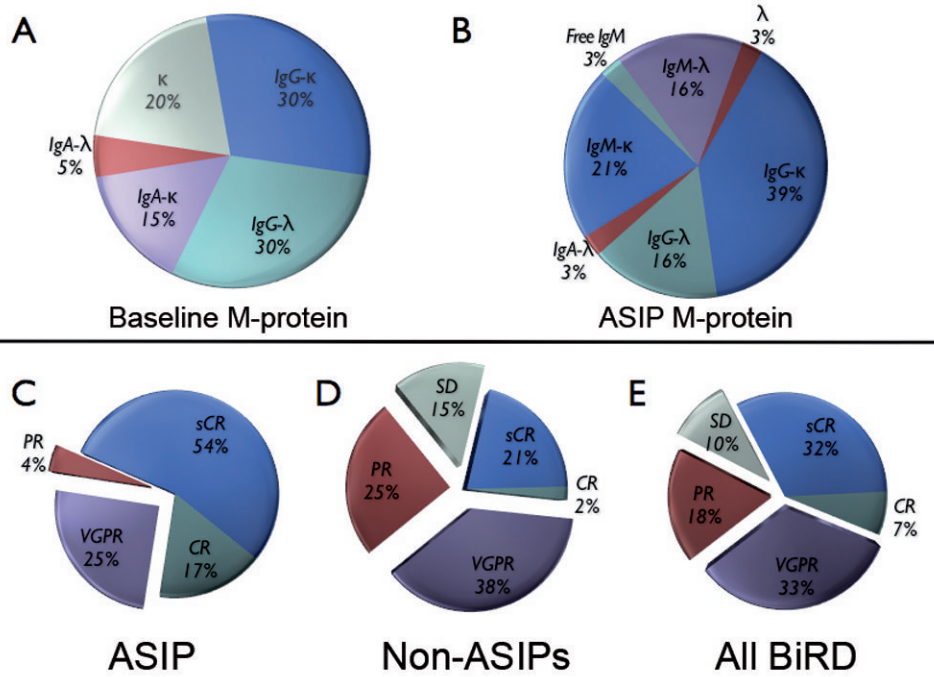 A
κ
20%
IgG-κ
30%
IgA-λ
5%
IgA-κ
15%
IgG-λ
30%
Baseline M-protein
B
Free IgM
3%
IgM-λ
16%
λ
3%
IgM-κ
21%
IgG-κ
39%
IgA-λ
3%
IgG-λ
16%
ASIP M-protein
C
sCR
54%
PR
4%
VGPR
25%
CR
17%
ASIP
D
SD
15%
sCR
21%
PR
25%
CR
2%
VGPR
38%
Non-ASIPs
E
SD
10%
sCR
32%
PR
18%
CR
7%
VGPR
33%
All BiRD